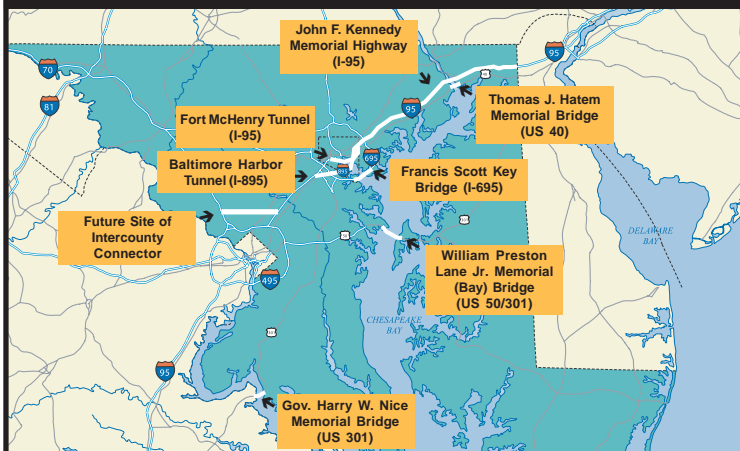 John F. Kennedy
Memorial Highway
(I-95)
95
70
81
95
Thomas J. Hatem
Memorial Bridge
(US 40)
Fort McHenry Tunnel
(I-95)
695
895
Baltimore Harbor
Tunnel (I-895)
Francis Scott Key
Bridge (I-695)
Future Site of
Intercounty
Connector
50
301
DELAWARE
BAY
William Preston
Lane Jr. Memorial
(Bay) Bridge
(US 50/301)
495
CHESAPEAKE
BAY
301
95
Gov. Harry W. Nice
Memorial Bridge
(US 301)